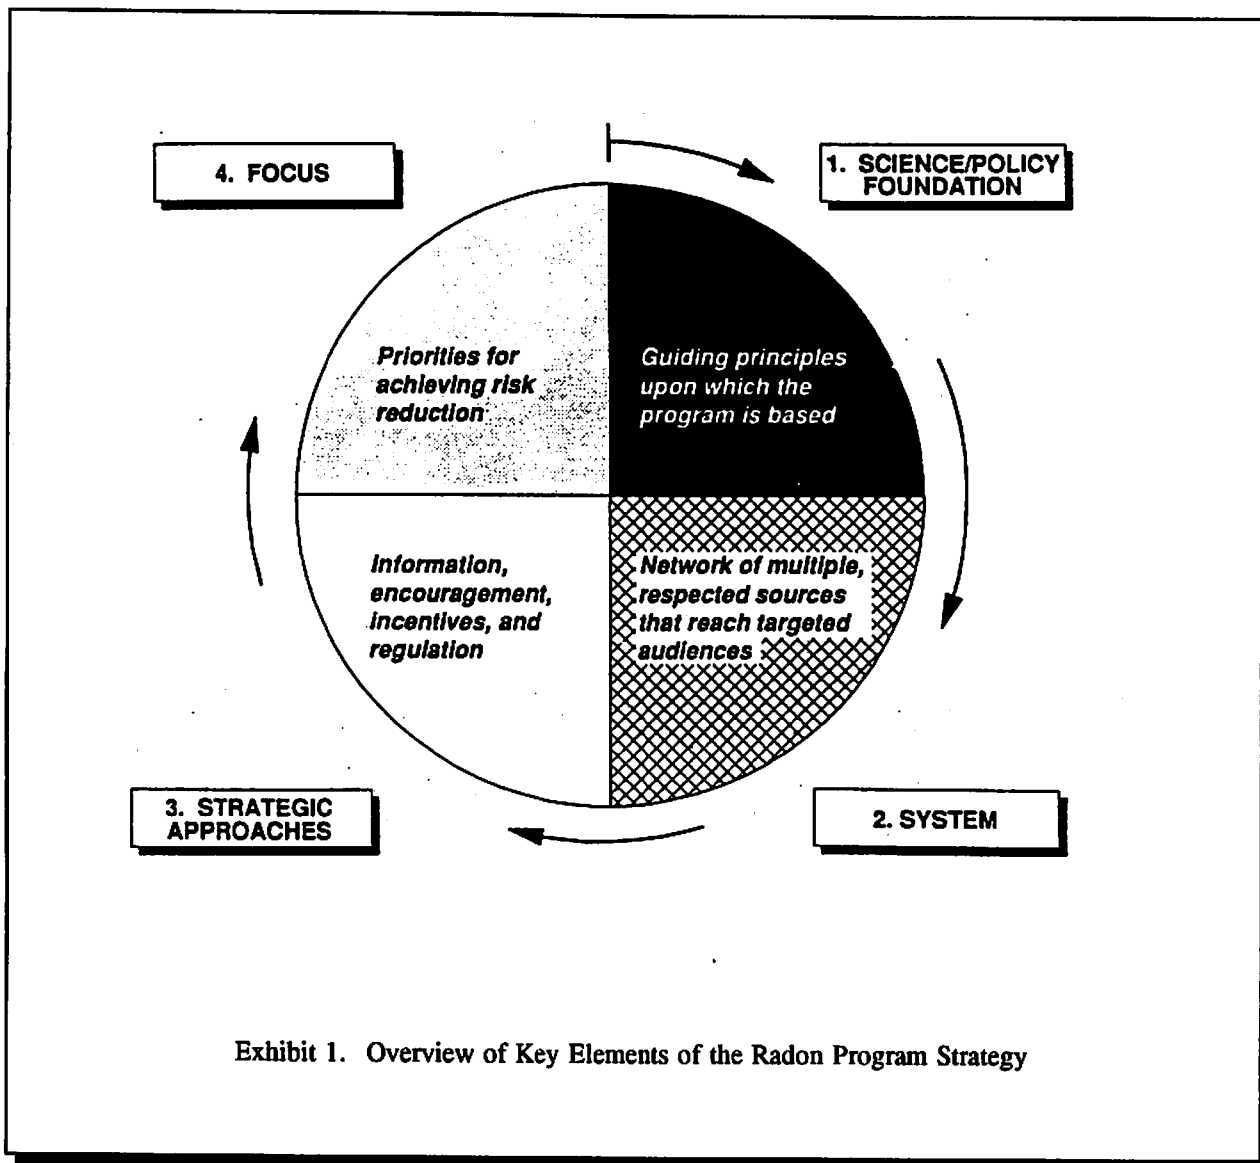 4. FOCUS
1. SCIENCE/POLICY
FOUNDATION
Priorities for
achieving risk
reduction
Guiding principles
upon which the
program is based
Information,
encouragement,
incentives, and
regulation
Network of multiple,
respected sources
that reach targeted
audiences
3. STRATEGIC
APPROACHES
2. SYSTEM
Exhibit 1. Overview of Key Elements of the Radon Program Strategy